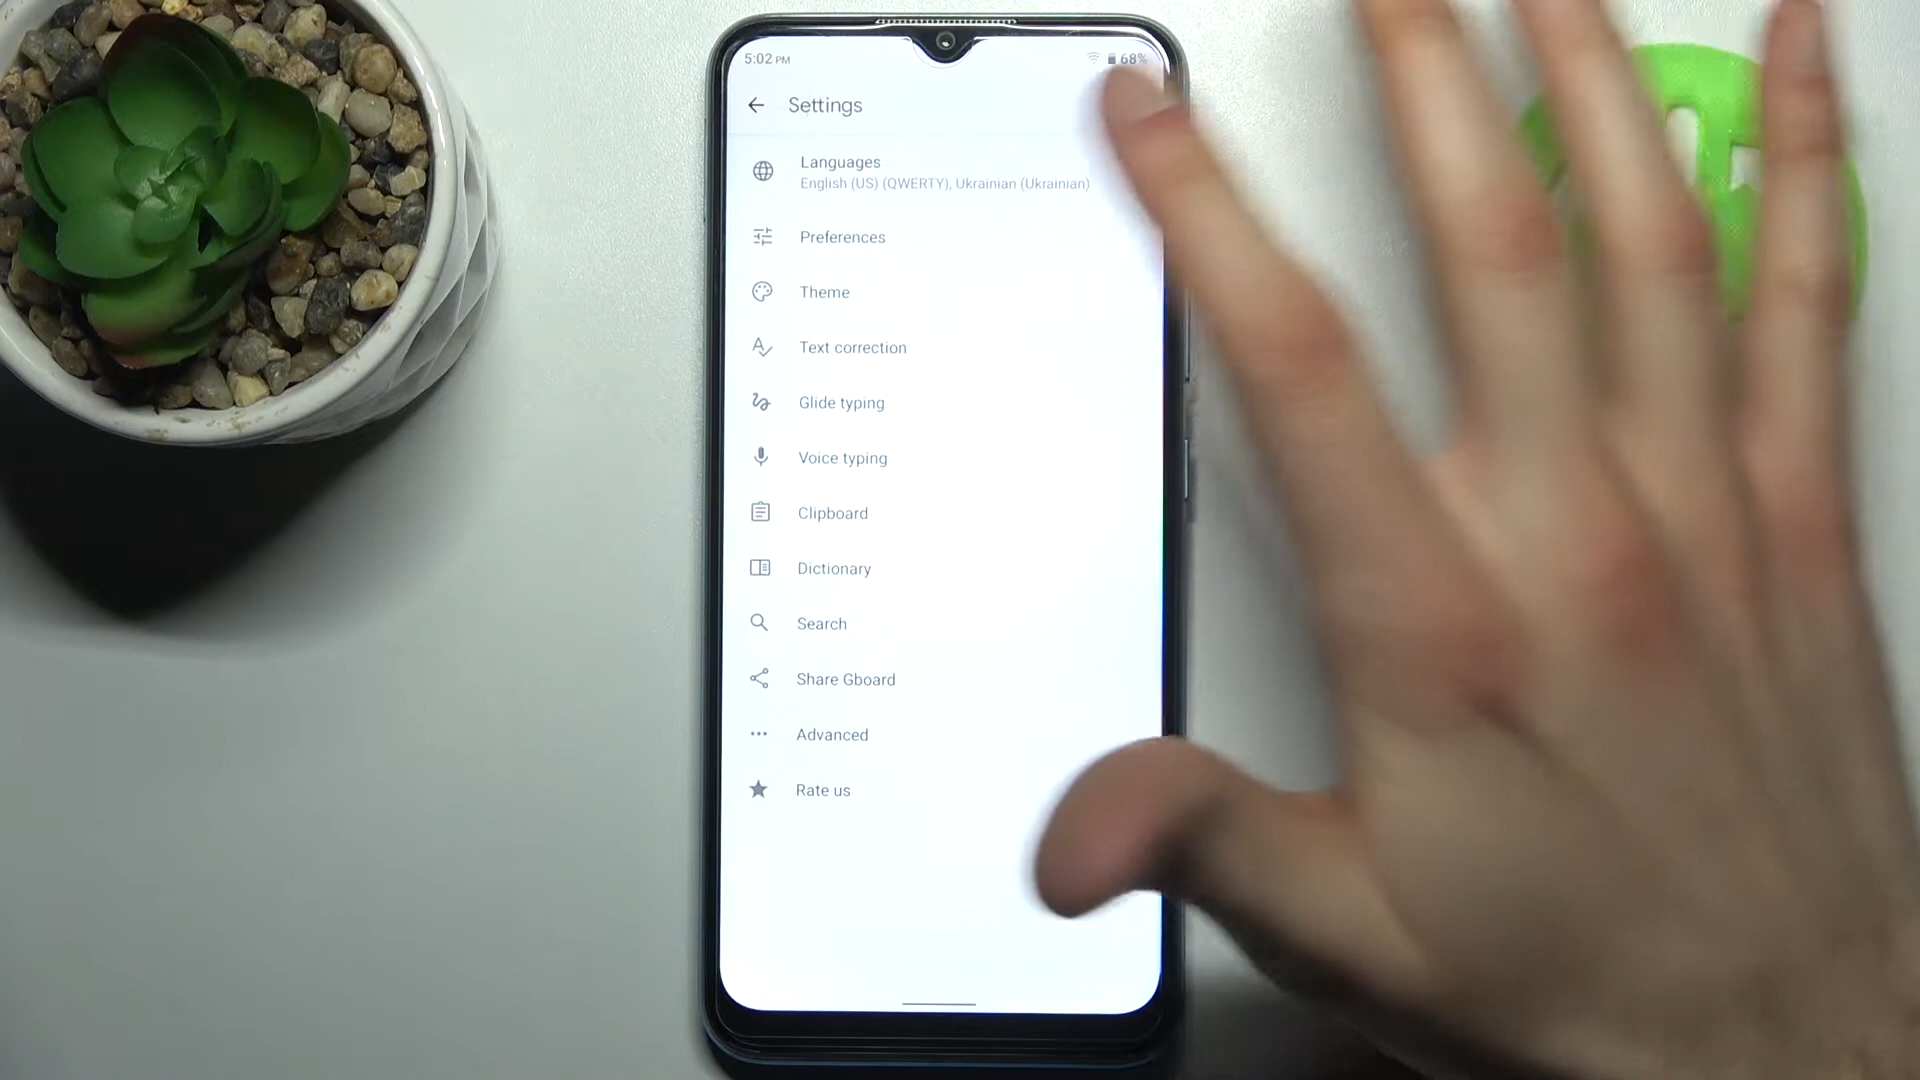 5:02 PM
68%
Settings
Languages
English (US) (QWERTY), Ukrainian (Ukrainian)
Preferences
Theme
Text correction
Glide typing
Voice typing
Clipboard
Dictionary
Search
Share Gboard
Advanced
Rate us